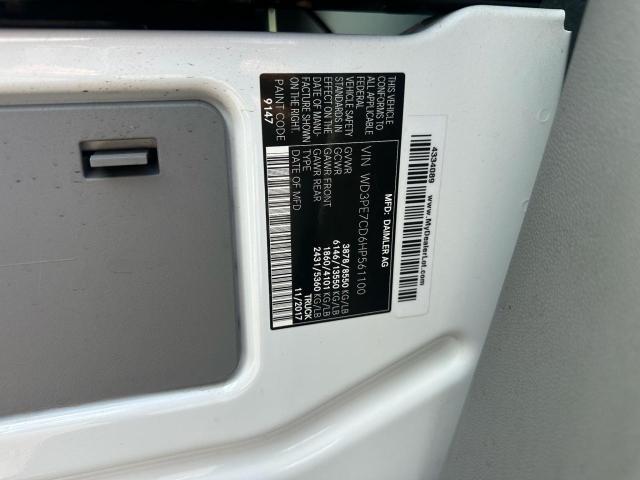 43340869
www.MyDealerLot.com
MFD. DAIMLER AG
VIN WD3PE7CD6HP561100
THIS VEHICLE
CONFORMS TO
ALL APPLICABLE
FEDERAL
VEHICLE SAFETY
STANDARDS IN
EFFECT ON THE
DATE OF MANU-
FACTURE SHOWN
ON THE RIGHT.
GVWR 3878/8550 KG/LB
GCWR 6146/13550 KG/LB
GAWR FRONT 1860/4101 KG/LB
GAWR REAR 2431/5360 KG/LB
TYPE TRUCK
DATE OF MFD 11/2017
PAINT CODE
9147